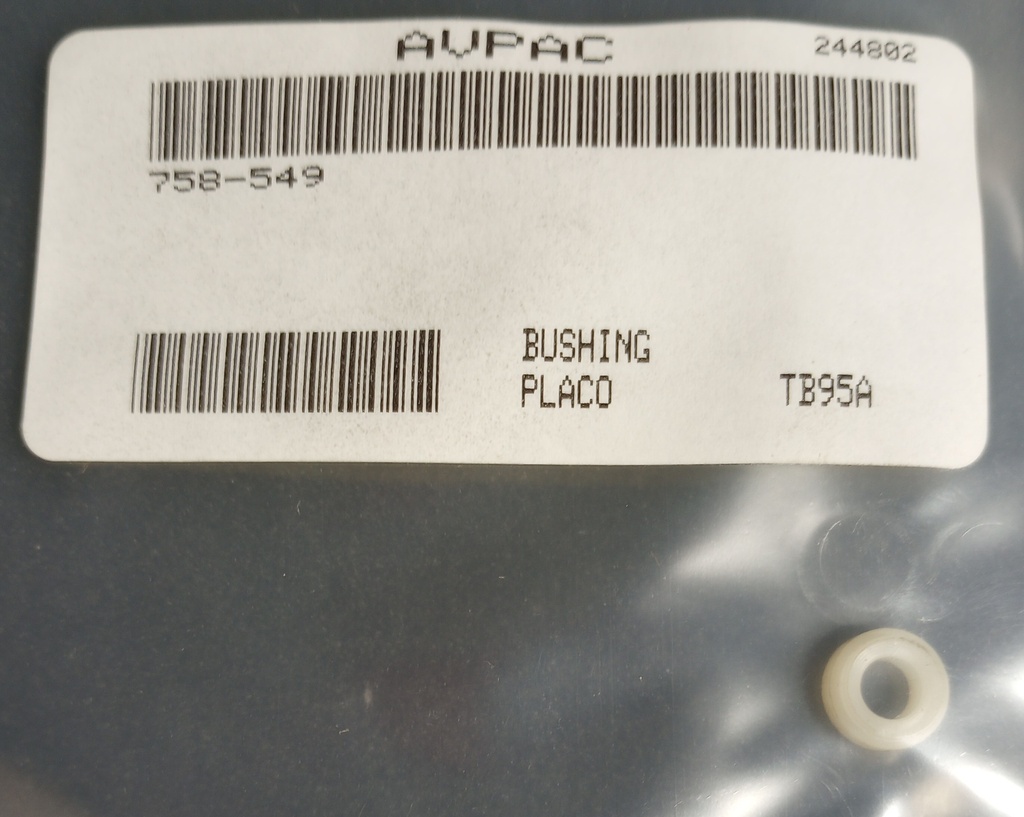 AVPAC 244802
758-549
BUSHING
PLACO TB95A